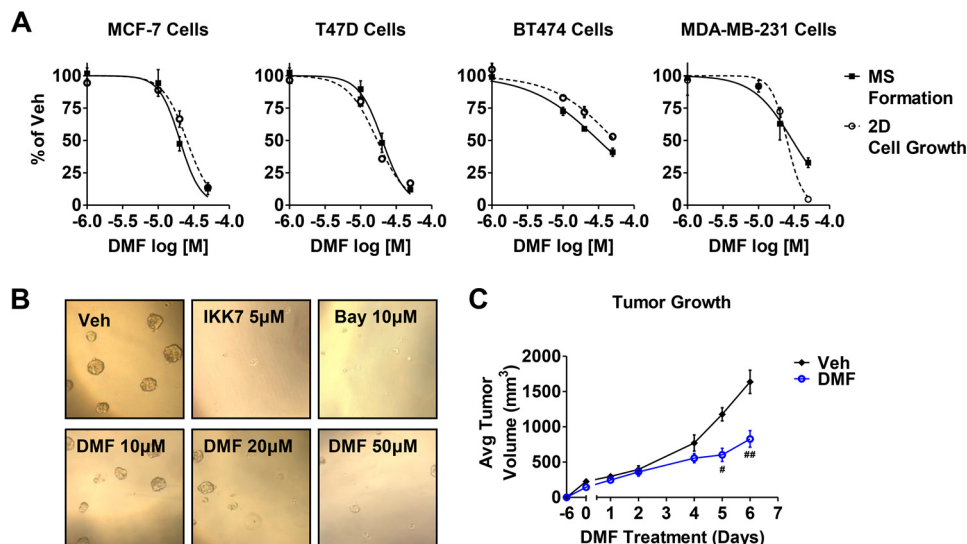 A
MCF-7 Cells
T47D Cells
BT474 Cells
MDA-MB-231 Cells
% of Veh
100
75
50
25
0
-6.0 -5.5 -5.0 -4.5 -4.0
DMF log [M]
100
75
50
25
0
-6.0 -5.5 -5.0 -4.5 -4.0
DMF log [M]
100
75
50
25
0
-6.0 -5.5 -5.0 -4.5 -4.0
DMF log [M]
100
75
50
25
0
-6.0 -5.5 -5.0 -4.5 -4.0
DMF log [M]
MS
Formation
2D
Cell Growth
B
Veh
IKK7 5µM
Bay 10µM
DMF 10µM
DMF 20µM
DMF 50µM
C
Tumor Growth
Avg Tumor
Volume (mm³)
2000
1500
1000
500
0
-6 0 1 2 3 4 5 6 7
DMF Treatment (Days)
Veh
DMF
#
##